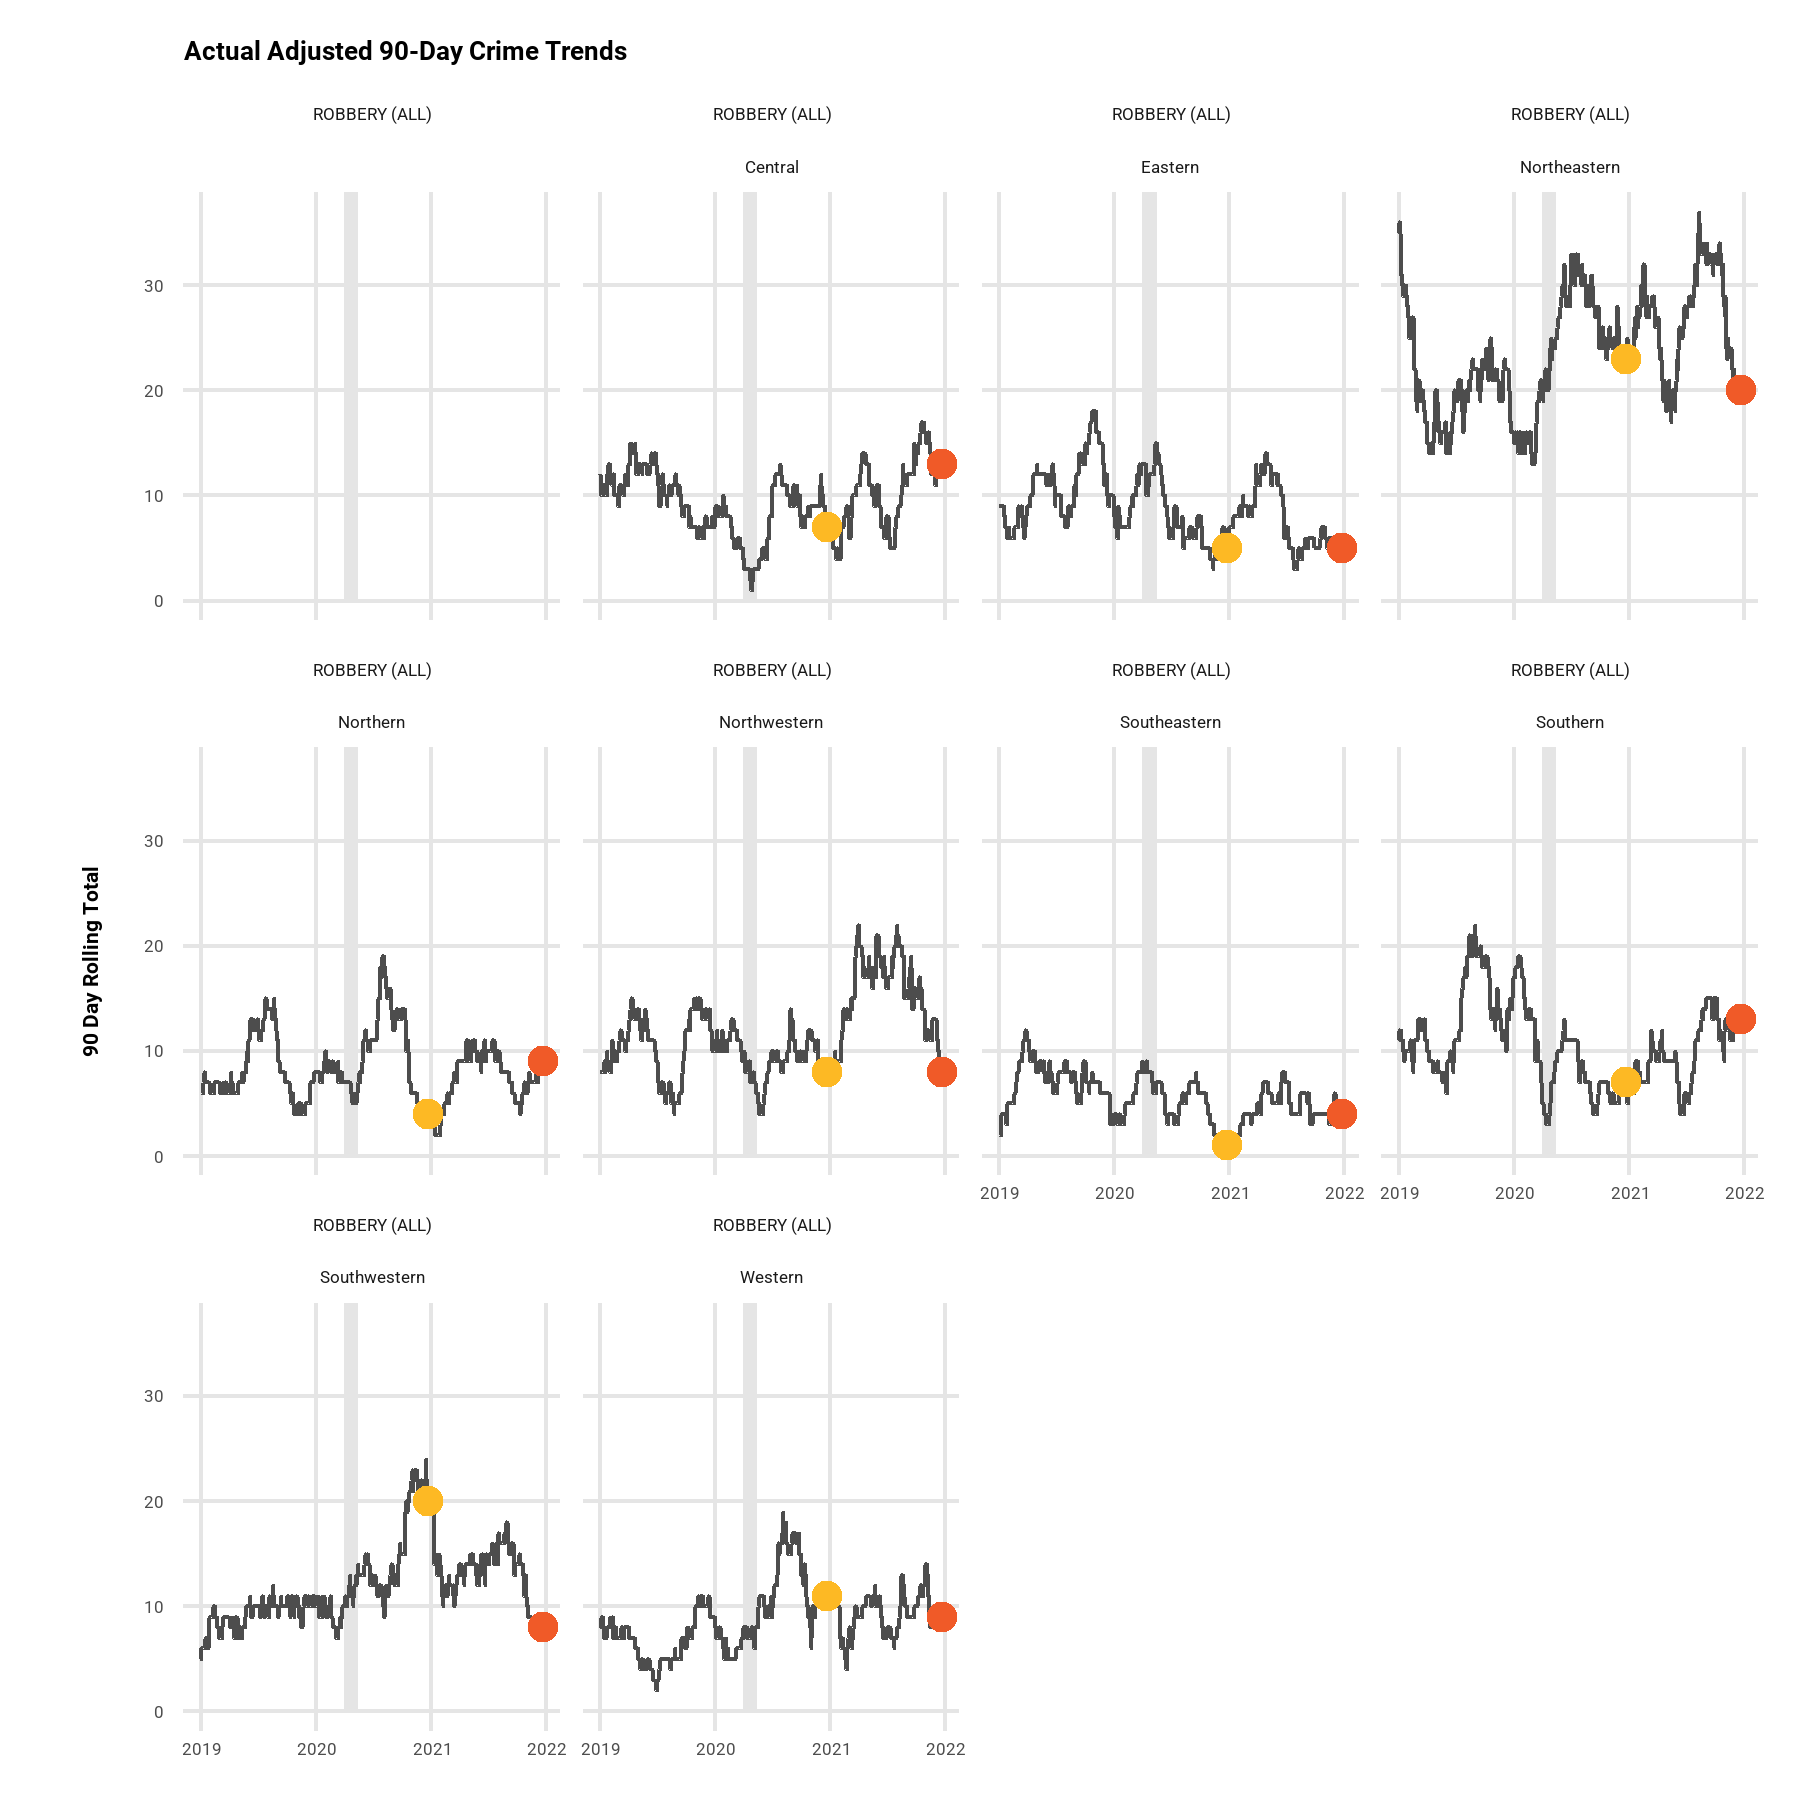 Actual Adjusted 90-Day Crime Trends
ROBBERY (ALL) ROBBERY (ALL) ROBBERY (ALL) ROBBERY (ALL)
Central Eastern Northeastern
30
20
10
0
ROBBERY (ALL) ROBBERY (ALL) ROBBERY (ALL) ROBBERY (ALL)
Northern Northwestern Southeastern Southern
90 Day Rolling Total
30
20
10
0
2019 2020 2021 2022 2019 2020 2021 2022
ROBBERY (ALL) ROBBERY (ALL)
Southwestern Western
30
20
10
0
2019 2020 2021 2022 2019 2020 2021 2022